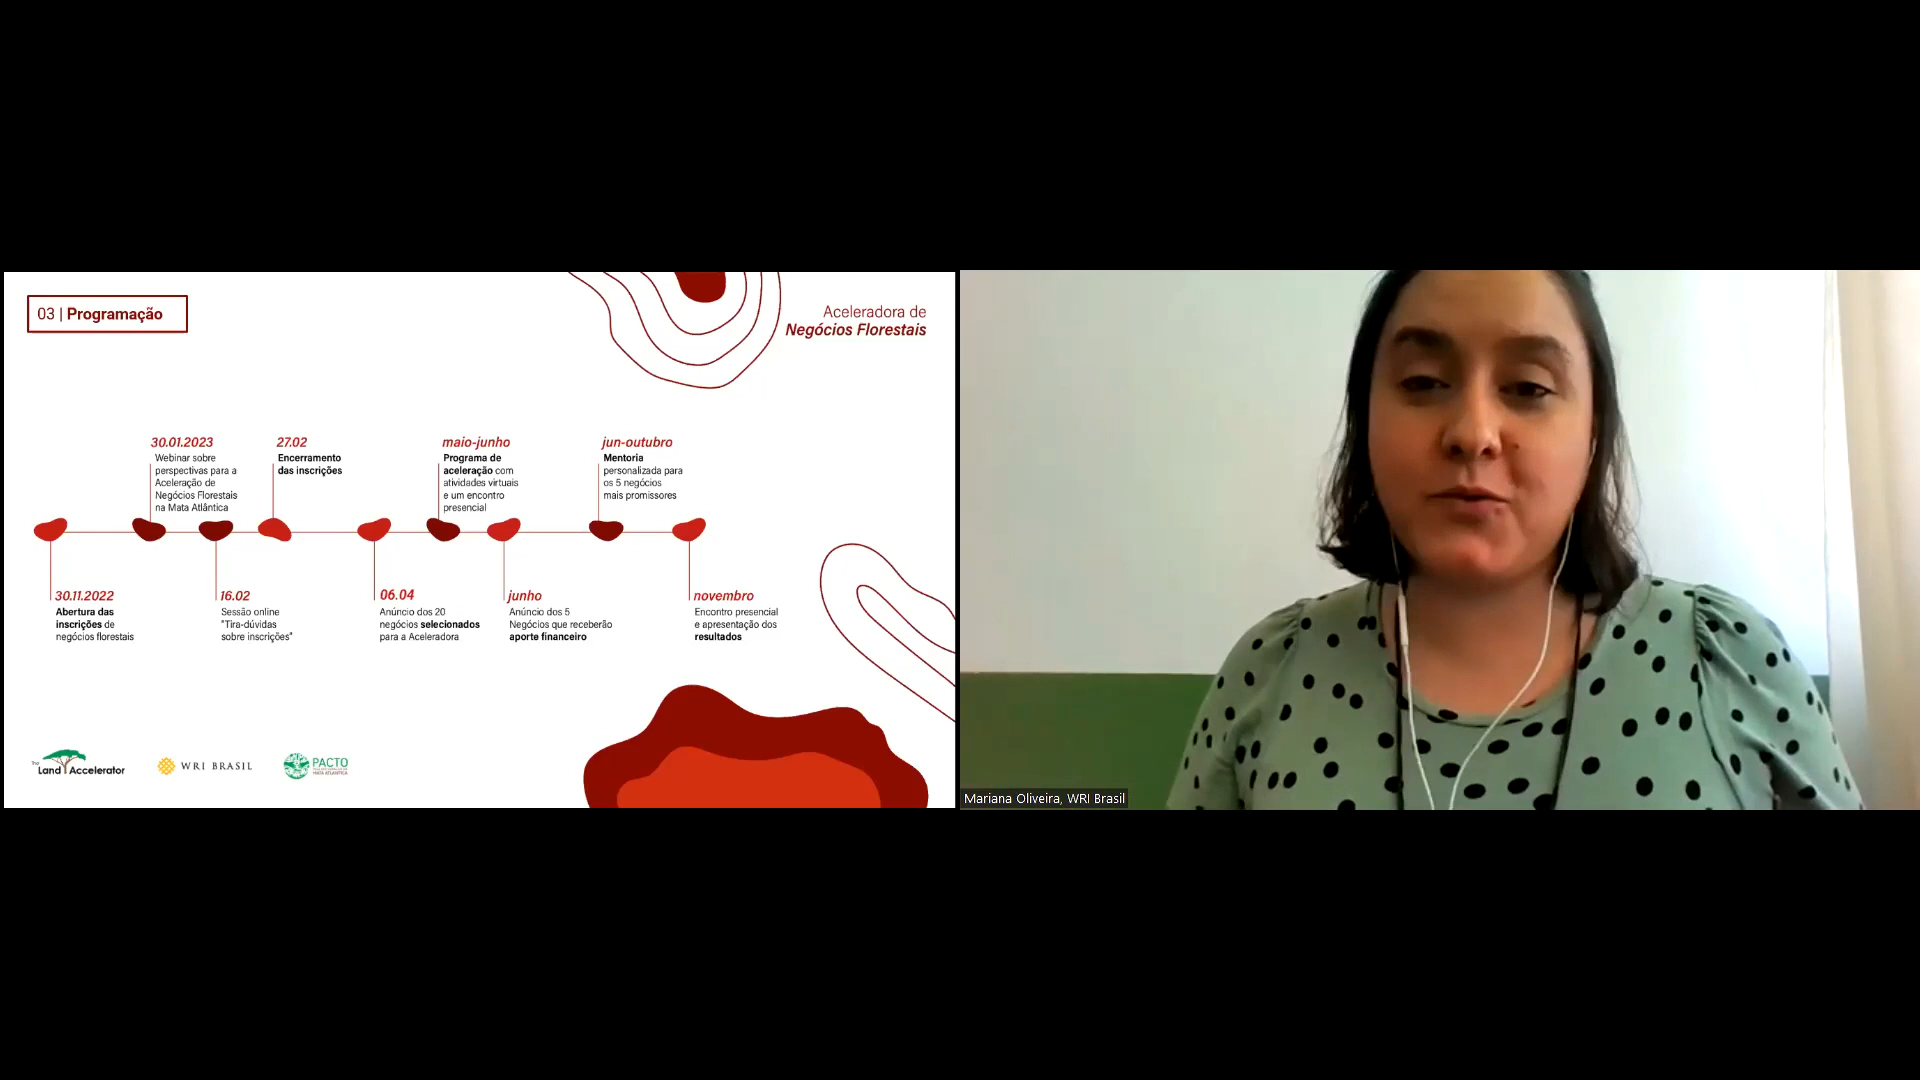 03 | Programação
Aceleradora de
Negócios Florestais
30.01.2023
Webinar sobre
perspectivas para a
Aceleração de
Negócios Florestais
na Mata Atlântica
27.02
Encerramento
das inscrições
maio-junho
Programa de
aceleração com
atividades virtuais
e um encontro
presencial
jun-outubro
Mentoria
personalizada para
os 5 negócios
mais promissores
30.11.2022
Abertura das
inscrições de
negócios florestais
16.02
Sessão online
"Tira-dúvidas
sobre inscrições"
06.04
Anúncio dos 20
negócios selecionados
para a Aceleradora
junho
Anúncio dos 5
Negócios que receberão
aporte financeiro
novembro
Encontro presencial
e apresentação dos
resultados
The
Land Accelerator
WRI BRASIL
PACTO
MATA ATLÂNTICA
Mariana Oliveira, WRI Brasil